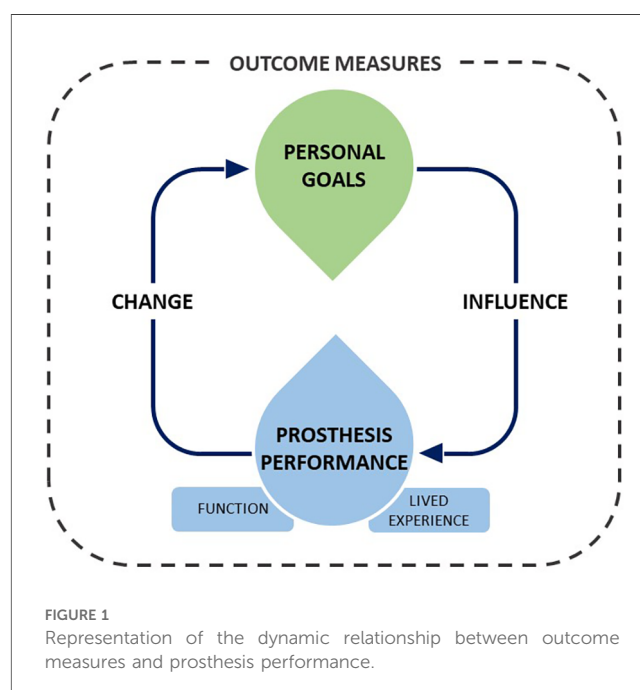 OUTCOME MEASURES
PERSONAL
GOALS
CHANGE
INFLUENCE
PROSTHESIS
PERFORMANCE
FUNCTION
LIVED
EXPERIENCE
FIGURE 1
Representation of the dynamic relationship between outcome
measures and prosthesis performance.